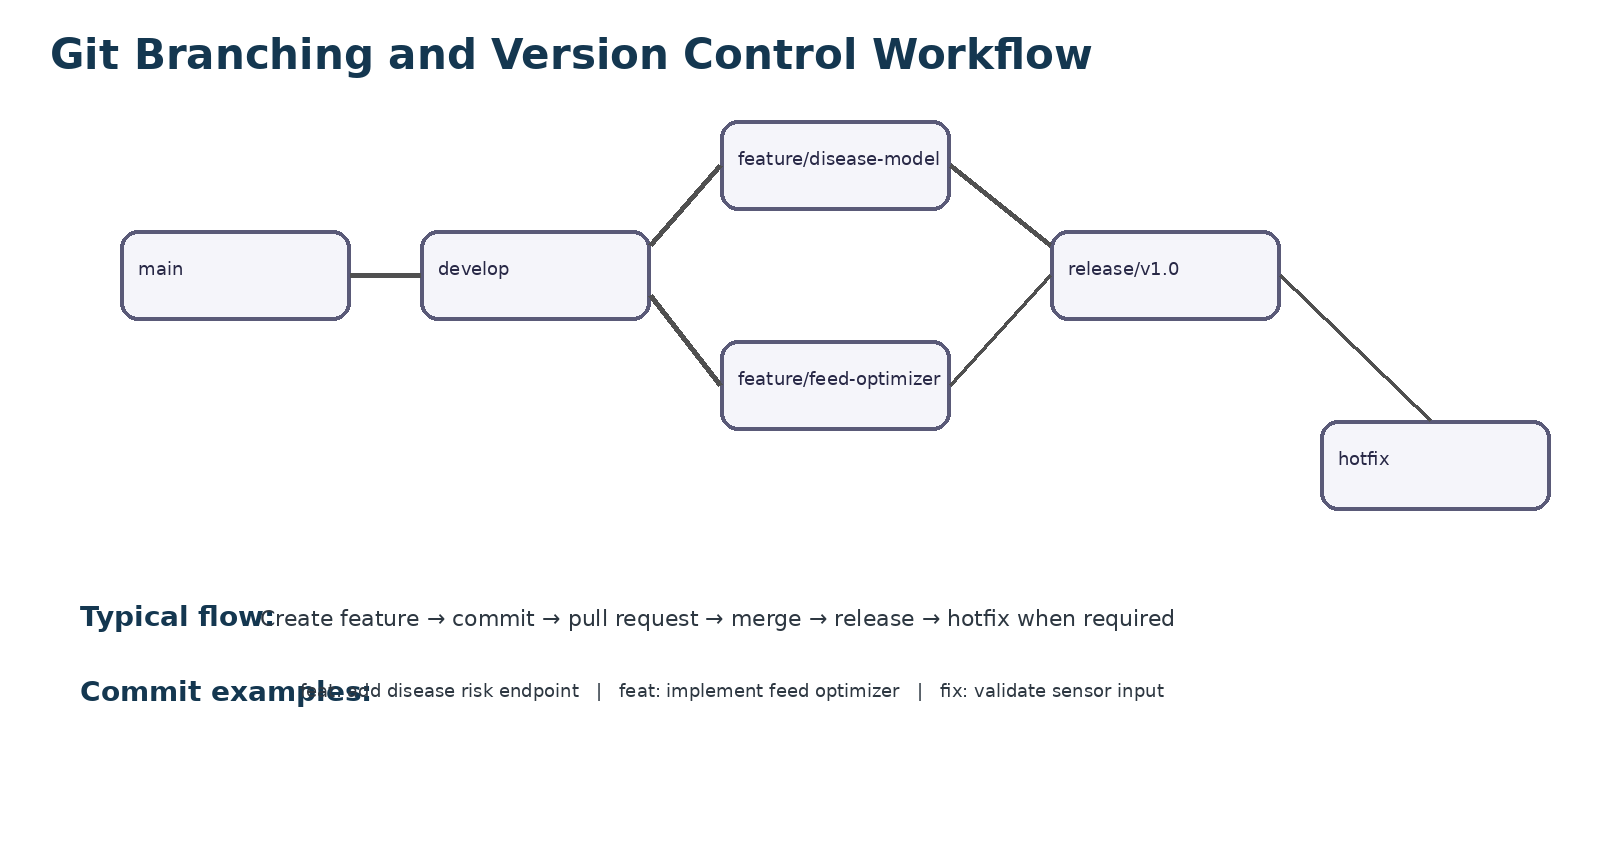 Git Branching and Version Control Workflow
feature/disease-model
main
develop
release/v1.0
feature/feed-optimizer
hotfix
Typical flow: Create feature → commit → pull request → merge → release → hotfix when required
Commit examples: feat: add disease risk endpoint | feat: implement feed optimizer | fix: validate sensor input